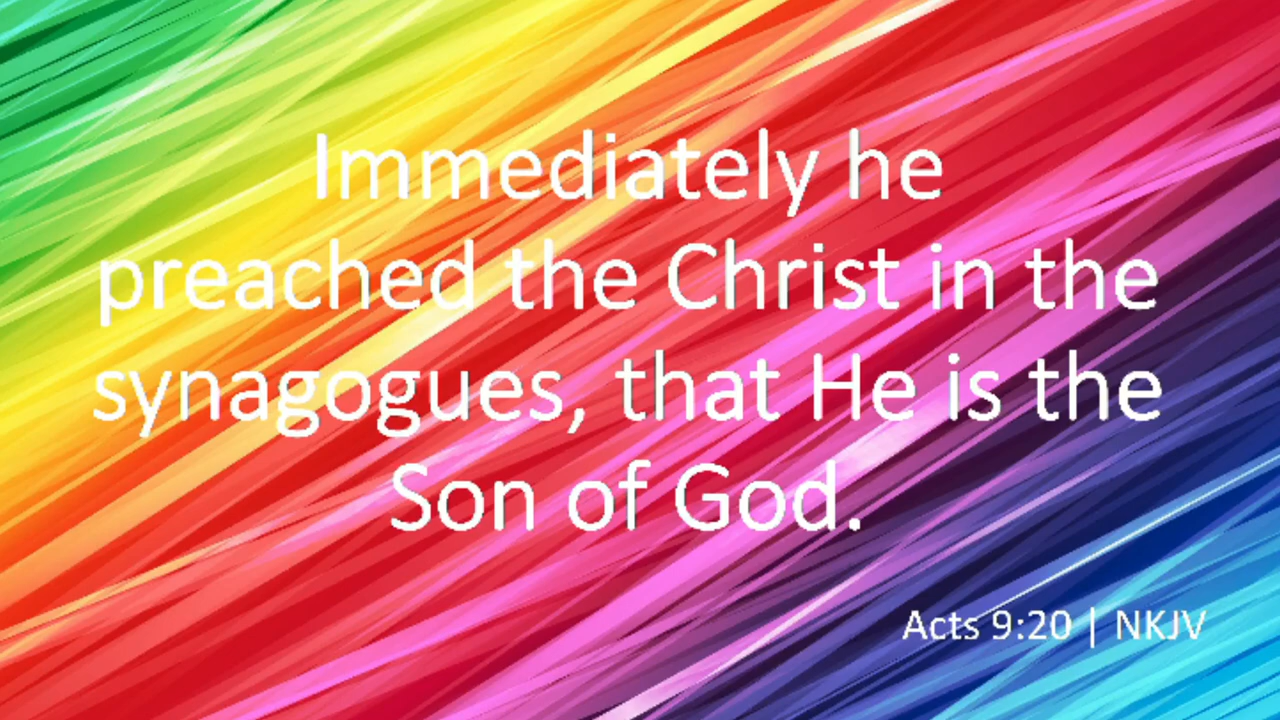 Immediately he
preached the Christ in the
synagogues, that He is the
Son of God.
Acts 9:20 | NKJV